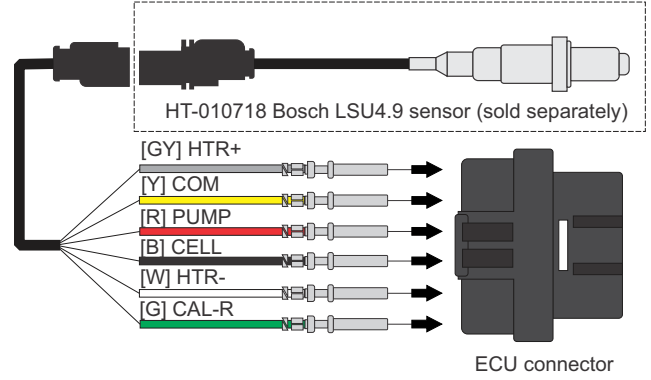 HT-010718 Bosch LSU4.9 sensor (sold separately)
[GY] HTR+
[Y] COM
[R] PUMP
[B] CELL
[W] HTR-
[G] CAL-R
ECU connector